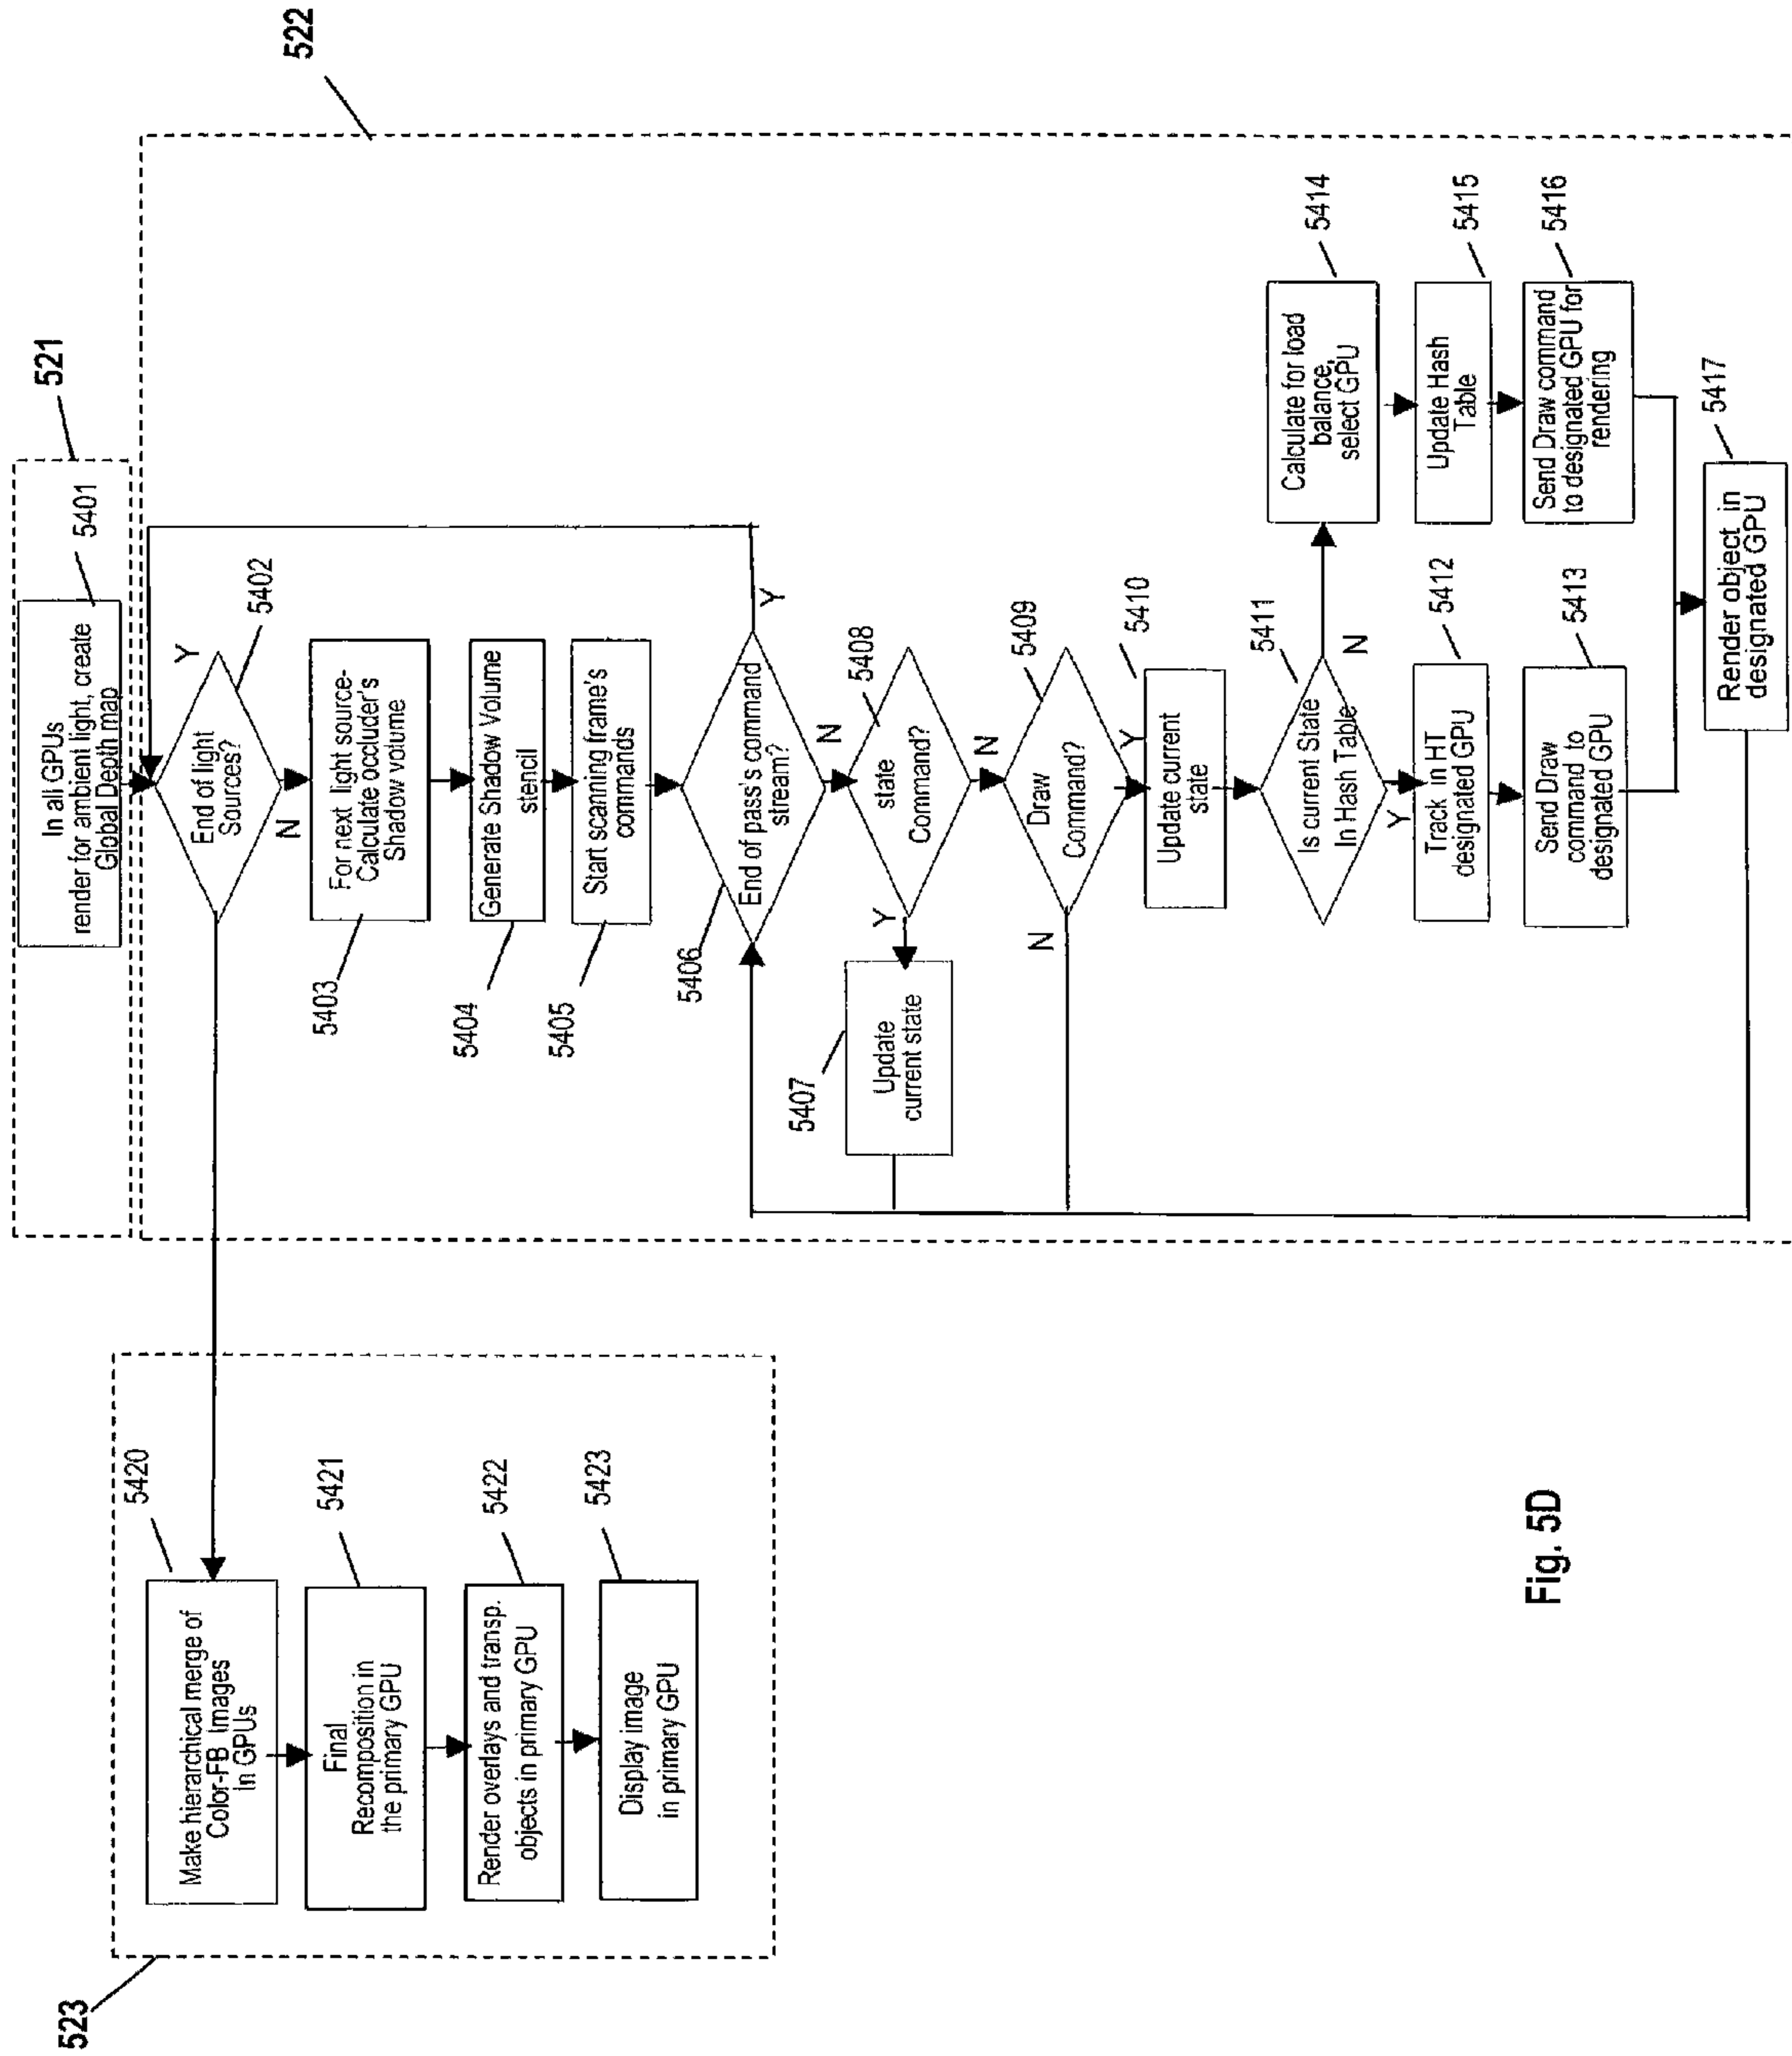 521
5401
In all GPUs
render for ambient light, create
Global Depth map
522
5402
End of light
Sources?
Y
N
For next light source-
Calculate occluder's
Shadow volume
5403
Generate Shadow Volume
stencil
5404
Start scanning frame's
commands
5405
End of pass's command
stream?
5406
Y
N
state
Command?
5408
Y
N
Update
current state
5407
Draw
Command?
5409
N
Y
Update current
state
5410
Is current State
In Hash Table
5411
Y
N
Track in HT
designated GPU
5412
Send Draw
command to
designated GPU
5413
Calculate for load
balance,
select GPU
5414
Update Hash
Table
5415
Send Draw command
to designated GPU for
rendering
5416
Render object in
designated GPU
5417
523
Make hierarchical merge of
Color-FB Images
in GPUs
5420
Final
Recomposition in
the primary GPU
5421
Render overlays and transp.
objects in primary GPU
5422
Display image
in primary GPU
5423
Fig. 5D